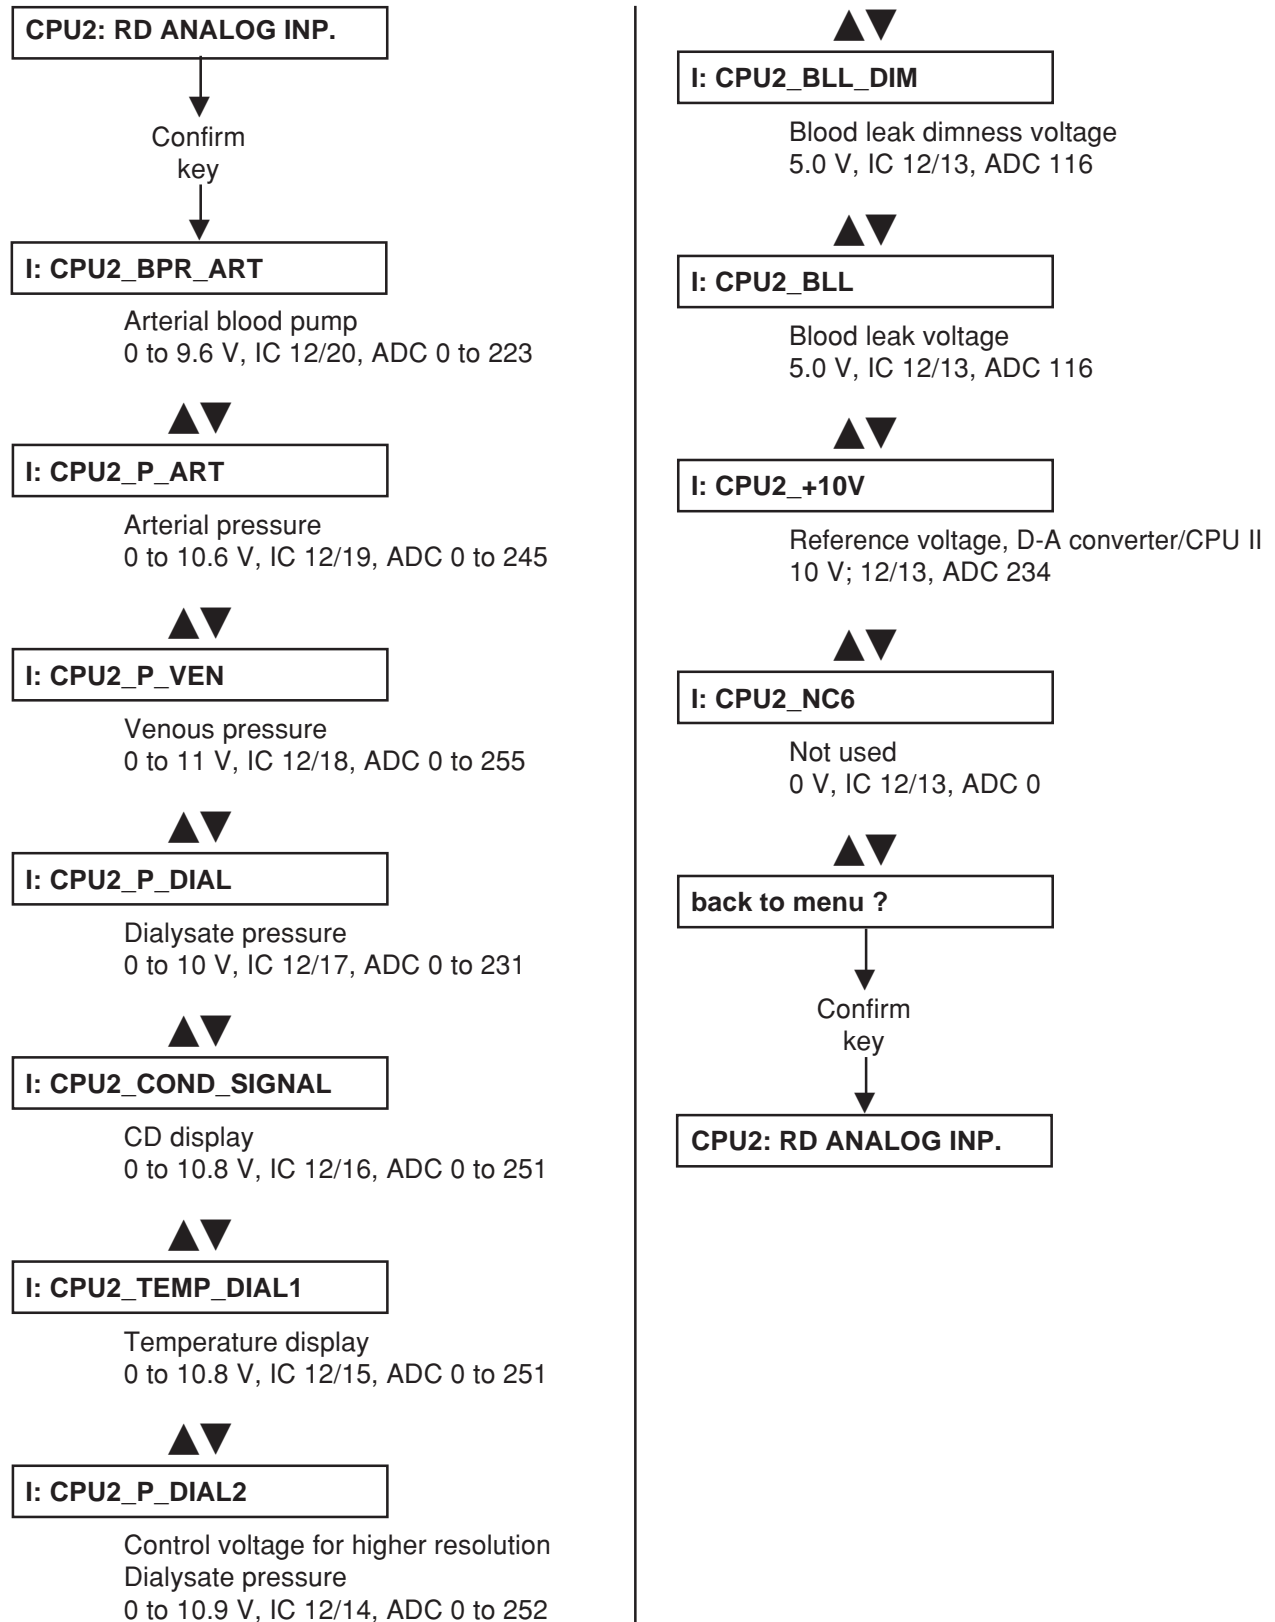 CPU2: RD ANALOG INP.
Confirm
key
I: CPU2_BPR_ART
Arterial blood pump
0 to 9.6 V, IC 12/20, ADC 0 to 223
▲▼
I: CPU2_P_ART
Arterial pressure
0 to 10.6 V, IC 12/19, ADC 0 to 245
▲▼
I: CPU2_P_VEN
Venous pressure
0 to 11 V, IC 12/18, ADC 0 to 255
▲▼
I: CPU2_P_DIAL
Dialysate pressure
0 to 10 V, IC 12/17, ADC 0 to 231
▲▼
I: CPU2_COND_SIGNAL
CD display
0 to 10.8 V, IC 12/16, ADC 0 to 251
▲▼
I: CPU2_TEMP_DIAL1
Temperature display
0 to 10.8 V, IC 12/15, ADC 0 to 251
▲▼
I: CPU2_P_DIAL2
Control voltage for higher resolution
Dialysate pressure
0 to 10.9 V, IC 12/14, ADC 0 to 252
▲▼
I: CPU2_BLL_DIM
Blood leak dimness voltage
5.0 V, IC 12/13, ADC 116
▲▼
I: CPU2_BLL
Blood leak voltage
5.0 V, IC 12/13, ADC 116
▲▼
I: CPU2_+10V
Reference voltage, D-A converter/CPU II
10 V; 12/13, ADC 234
▲▼
I: CPU2_NC6
Not used
0 V, IC 12/13, ADC 0
▲▼
back to menu ?
Confirm
key
CPU2: RD ANALOG INP.